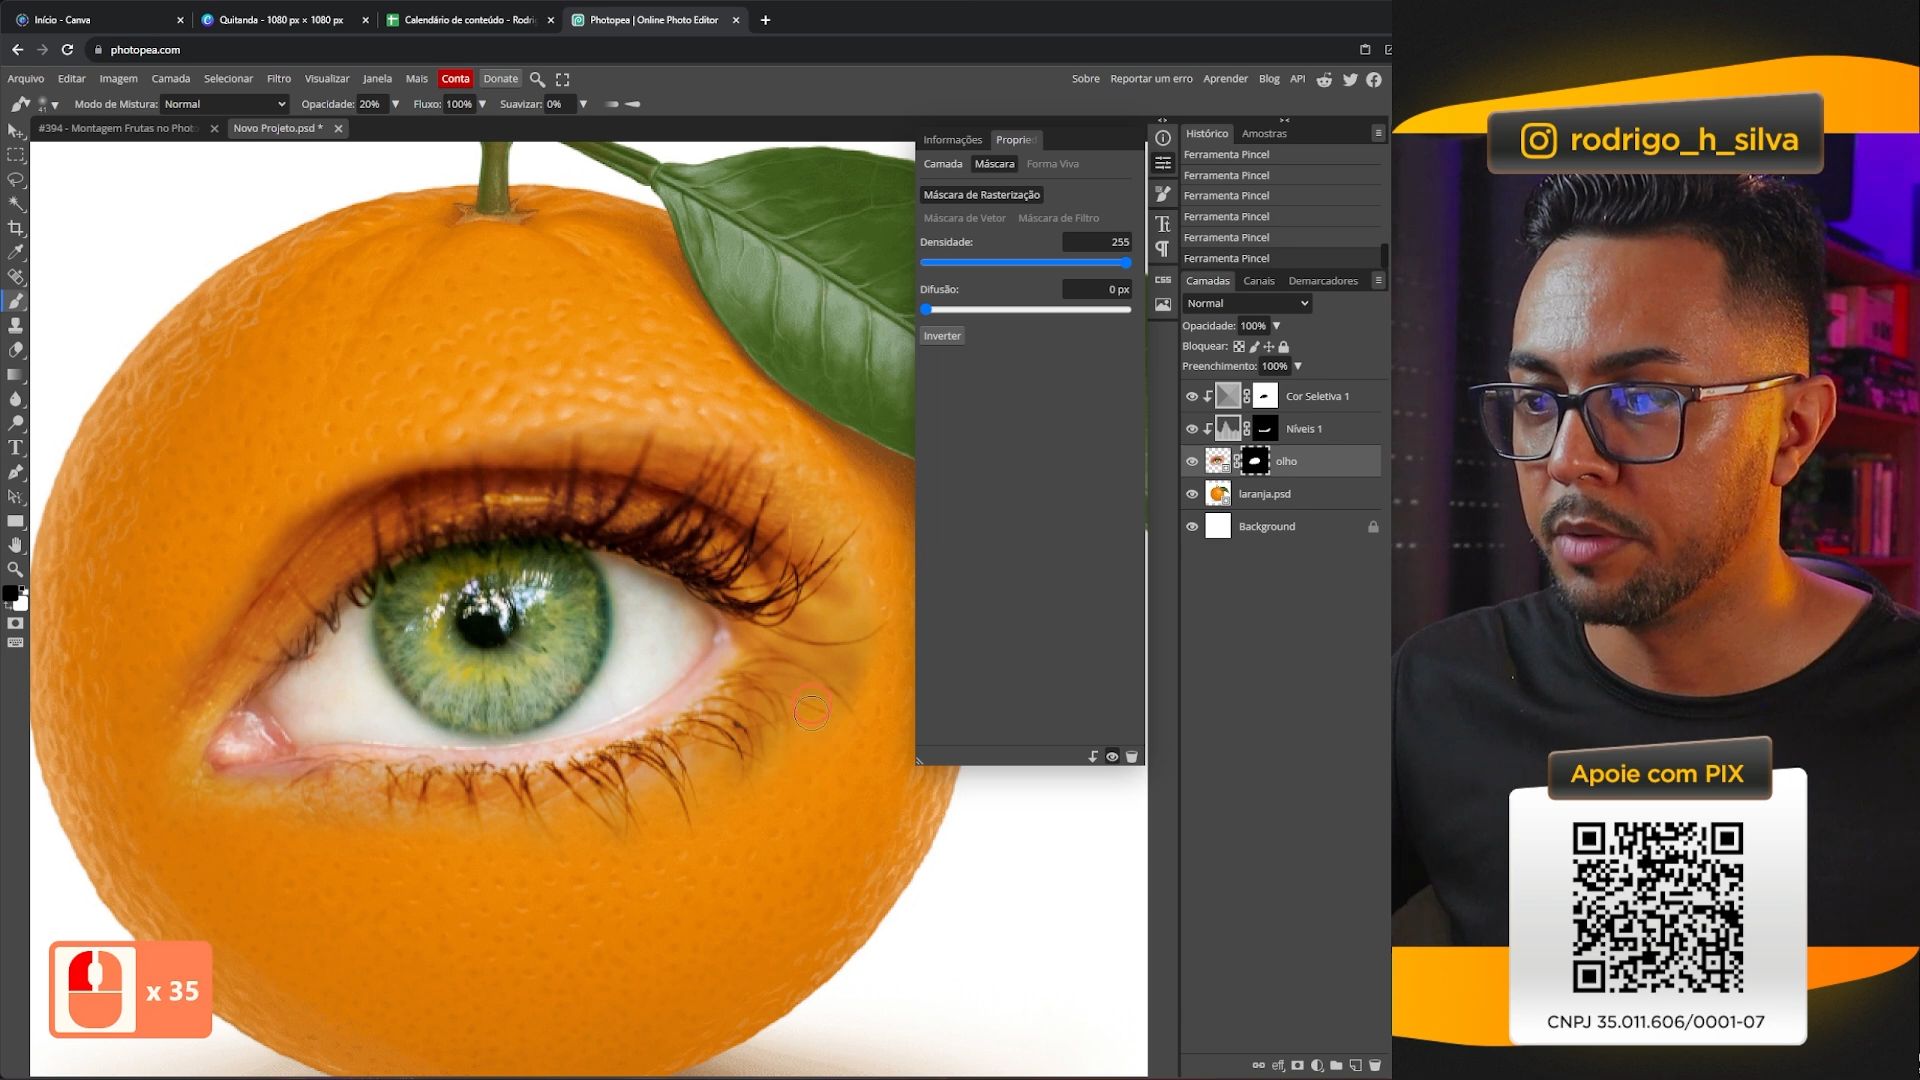 Início - Canva
Quitanda - 1080 px × 1080 px
Calendário de conteúdo - Rodri
Photopea | Online Photo Editor
photopea.com
Arquivo Editar Imagem Camada Selecionar Filtro Visualizar Janela Mais Conta Donate
Sobre Reportar um erro Aprender Blog API
41 Modo de Mistura: Normal Opacidade: 20% Fluxo: 100% Suavizar: 0%
#394 - Montagem Frutas no Photo
Novo Projeto.psd *
Informações Propried
Camada Máscara Forma Viva
Máscara de Rasterização
Máscara de Vetor Máscara de Filtro
Densidade: 255
Difusão: 0 px
Inverter
Histórico Amostras
Ferramenta Pincel
Ferramenta Pincel
Ferramenta Pincel
Ferramenta Pincel
Ferramenta Pincel
Ferramenta Pincel
CSS
Camadas Canais Demarcadores
Normal
Opacidade: 100%
Bloquear:
Preenchimento: 100%
Cor Seletiva 1
Níveis 1
olho
laranja.psd
Background
eff
x 35
rodrigo_h_silva
Apoie com PIX
CNPJ 35.011.606/0001-07